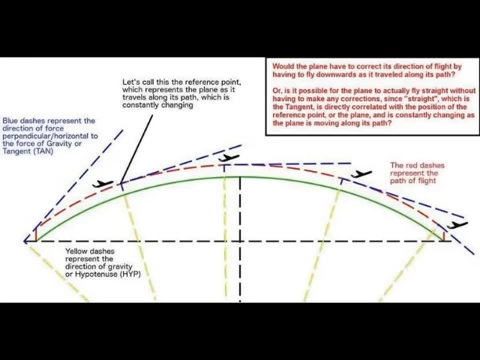 Would the plane have to correct its direction of flight by
having to fly downwards as it traveled along its path?
Or, is it possible for the plane to actually fly straight without
having to make any corrections, since "straight", which is
the Tangent, is directly correlated with the position of the
reference point, or the plane, and is constantly changing as
the plane is moving along its path?
Let's call this the reference point,
which represents the plane as it
travels along its path, which is
constantly changing
Blue dashes represent the
direction of force
perpendicular/horizontal to
the force of Gravity or
Tangent (TAN)
The red dashes
represent the
path of flight
Yellow dashes
represent the
direction of gravity
or Hypotenuse (HYP)